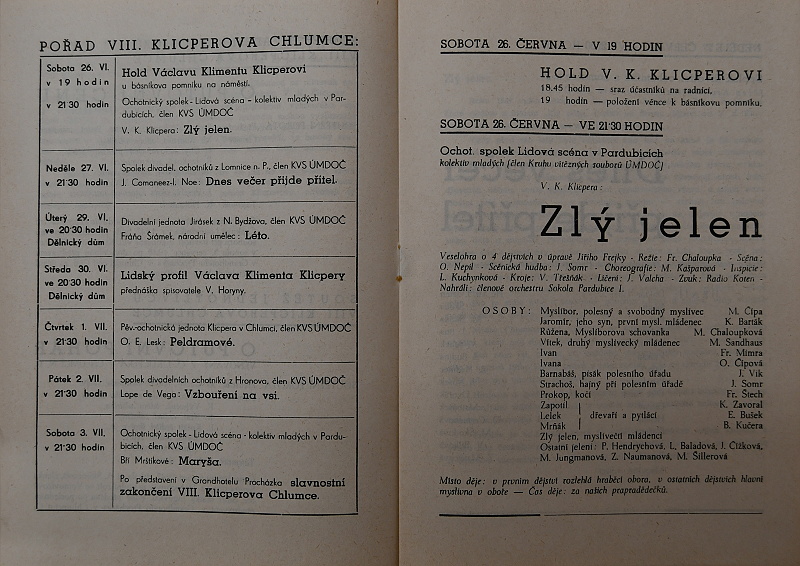 POŘAD VIII. KLICPEROVA CHLUMCE:
Sobota 26. VI.
v 19 hodin
Hold Václavu Klimentu Klicperovi
u básníkova pomníku na náměstí.
v 21˙30 hodin
Ochotnický spolek - Lidová scéna - kolektiv mladých v Par-
dubicích, člen KVS ÚMDOČ
V. K. Klicpera: Zlý jelen.
Neděle 27. VI.
v 21˙30 hodin
Spolek divadel. ochotníků z Lomnice n. P., člen KVS ÚMDOČ
J. Comaneez-I. Noe: Dnes večer přijde přítel.
Úterý 29. VI.
ve 20˙30 hodin
Dělnický dům
Divadelní jednota Jirásek z N. Bydžova, člen KVS ÚMDOČ
Fráňa Šrámek, národní umělec: Léto.
Středa 30. VI.
ve 20˙30 hodin
Dělnický dům
Lidský profil Václava Klimenta Klicpery
přednáška spisovatele V. Horyny.
Čtvrtek 1. VII.
v 21˙30 hodin
Pěv.-ochotnická jednota Klicpera v Chlumci, člen KVS ÚMDOČ
O. E. Lesk: Peldramové.
Pátek 2. VII.
v 21˙30 hodin
Spolek divadelních ochotníků z Hronova, člen KVS ÚMDOČ
Lope de Vega: Vzbouření na vsi.
Sobota 3. VII.
v 21˙30 hodin
Ochotnický spolek - Lidová scéna - kolektiv mladých v Pardu-
bicích, člen KVS ÚMDOČ
Bří Mrštíkové: Maryša.
Po představení v Grandhotelu Procházka slavnostní
zakončení VIII. Klicperova Chlumce.
SOBOTA 26. ČERVNA — V 19 HODIN
HOLD V. K. KLICPEROVI
18.45 hodin — sraz účastníků na radnici.
19 hodin — položení věnce k básníkovu pomníku.
SOBOTA 26. ČERVNA — VE 21˙30 HODIN
Ochot. spolek Lidová scéna v Pardubicích
kolektiv mladých [člen Kruhu vítězných souborů ÚMDOČ]
V. K. Klicpera:
Zlý jelen
Veselohra o 4 dějstvích v úpravě Jiřího Frejky - Režie: Fr. Chaloupka - Scéna:
O. Nepil - Scénická hudba: J. Somr - Choreografie: M. Kašparová - Inspicie:
L. Kuchynková - Kroje: V. Třešňák - Líčení: J. Valcha - Zvuk: Radio Koten -
Nahráli: členové orchestru Sokola Pardubice I.
OSOBY:
Myslibor, polesný a svobodný myslivec M. Čipa
Jaromír, jeho syn, první mysl. mládenec K. Barták
Růžena, Mysliborova schovanka M. Chaloupková
Vítek, druhý myslivecký mládenec M. Sandhaus
Ivan Fr. Mimra
Ivana O. Čipová
Barnabáš, písák polesního úřadu J. Vik
Strachoš, hajný při polesním úřadě J. Somr
Prokop, kočí Fr. Štech
Zapotil K. Zavoral
Lelek dřevaři a pytláci E. Bušek
Mrňák B. Kučera
Zlý jelen, myslivečtí mládenci
Ostatní jeleni: P. Hendrychová, L. Baladová, J. Čížková,
M. Jungmanová, Z. Naumanová, M. Šillerová
Místo děje: v prvním dějství rozlehlá hraběcí obora, v ostatních dějstvích hlavní
myslivna v oboře — Čas děje: za našich prapradědečků.